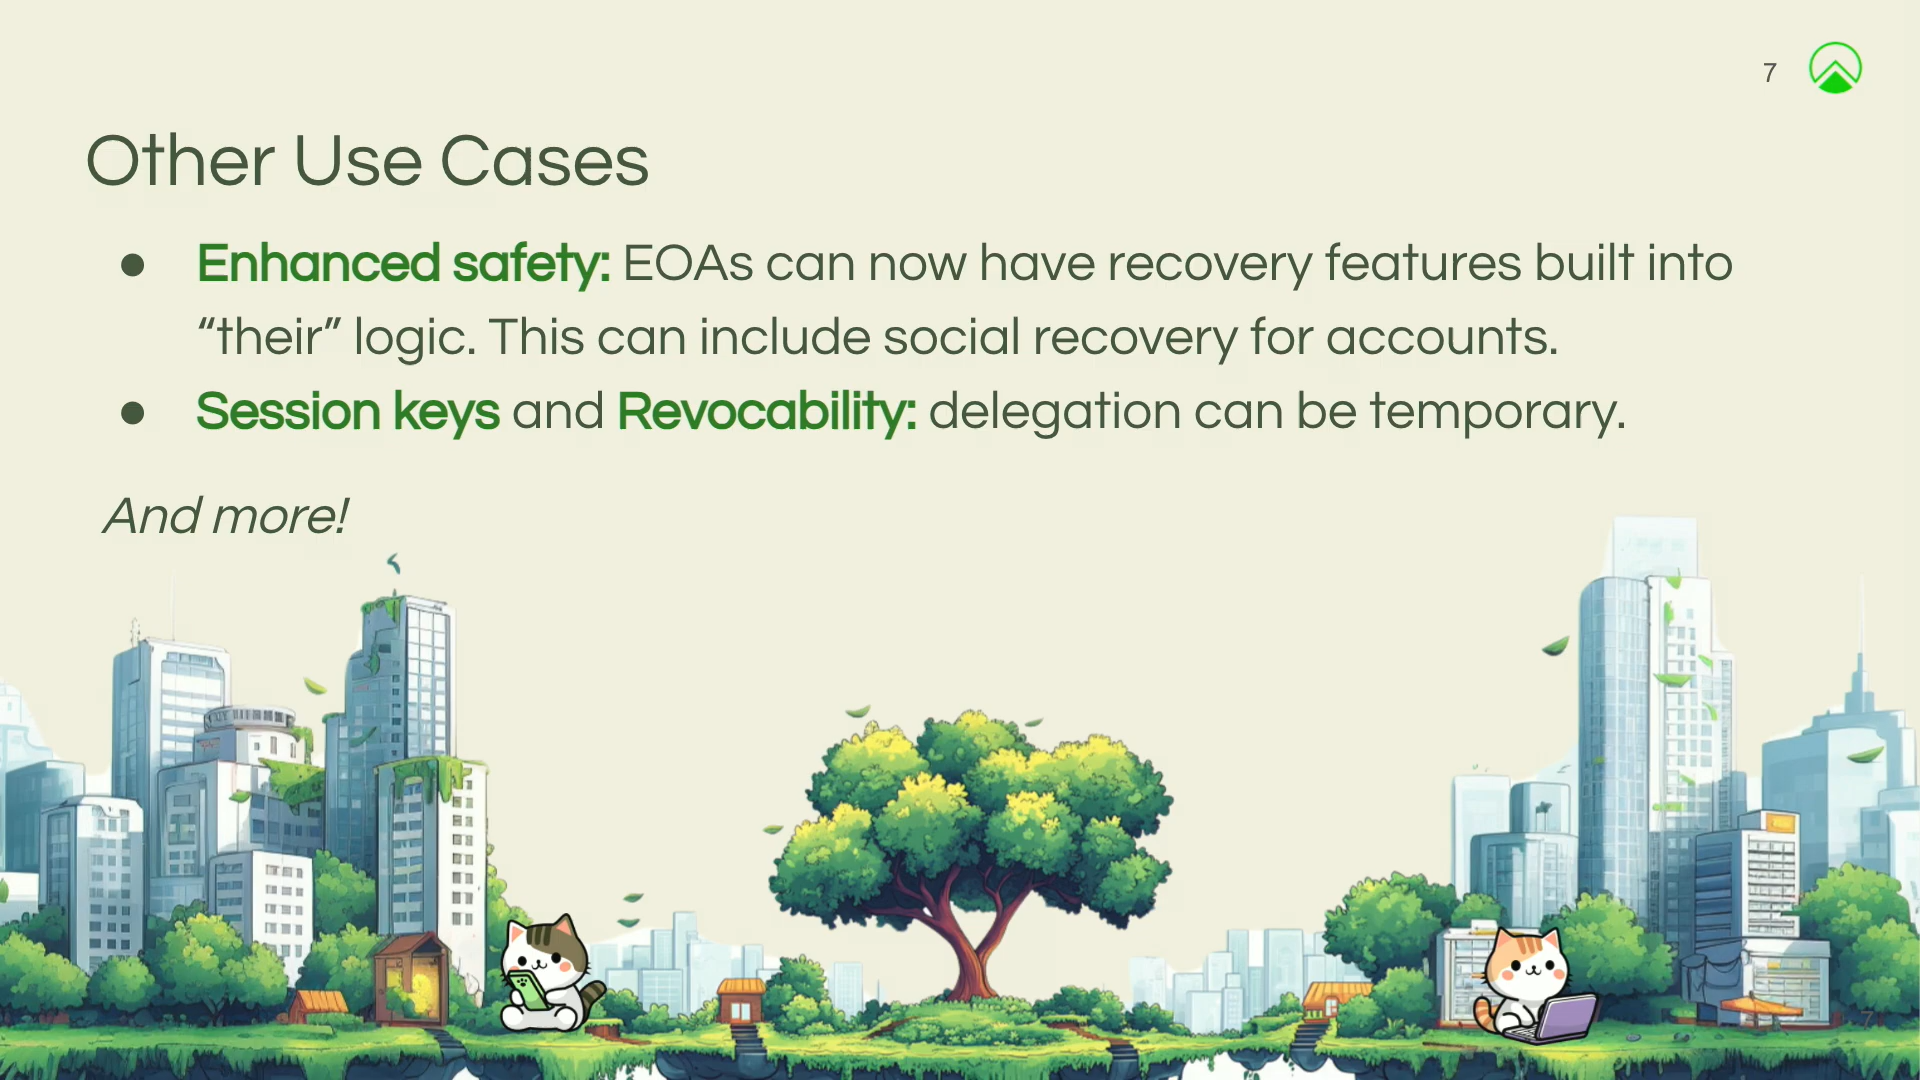 7
Other Use Cases
● Enhanced safety: EOAs can now have recovery features built into
“their” logic. This can include social recovery for accounts.
● Session keys and Revocability: delegation can be temporary.
And more!
7